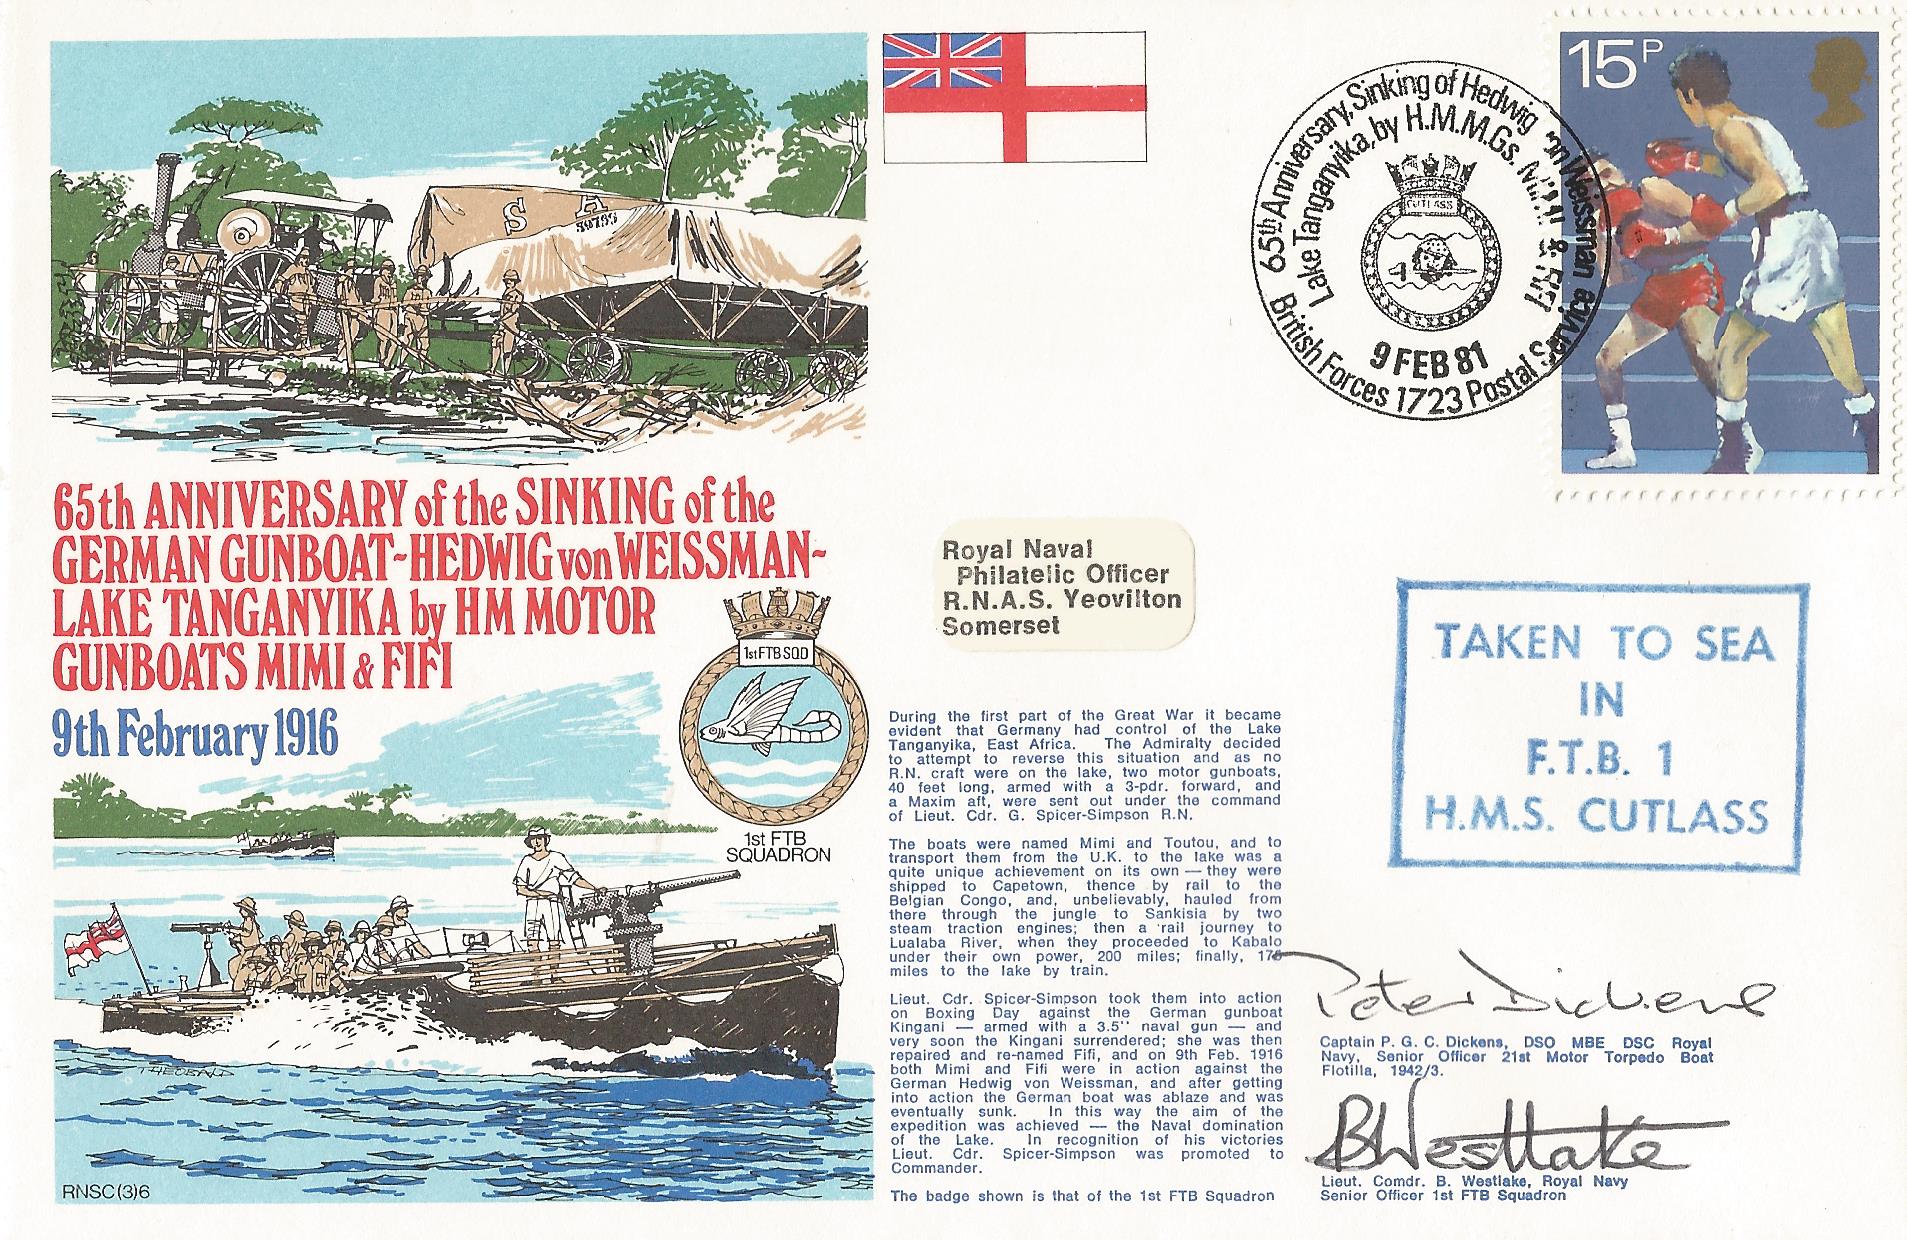 S A
65th ANNIVERSARY of the SINKING of the
GERMAN GUNBOAT~HEDWIG von WEISSMAN~
LAKE TANGANYIKA by HM MOTOR
GUNBOATS MIMI & FIFI
9th February 1916
1st FTB SQD
1st FTB
SQUADRON
THEOBALD
RNSC(3)6
65th Anniversary, Sinking of Hedwig von Weissman
Lake Tanganyika, by H.M.M.Gs. Mimi & Fifi
CUTLASS
9 FEB 81
British Forces 1723 Postal Service
15P
Royal Naval
Philatelic Officer
R.N.A.S. Yeovilton
Somerset
TAKEN TO SEA
IN
F.T.B. 1
H.M.S. CUTLASS
During the first part of the Great War it became
evident that Germany had control of the Lake
Tanganyika, East Africa. The Admiralty decided
to attempt to reverse this situation and as no
R.N. craft were on the lake, two motor gunboats,
40 feet long, armed with a 3-pdr. forward, and
a Maxim aft, were sent out under the command
of Lieut. Cdr. G. Spicer-Simpson R.N.
The boats were named Mimi and Toutou, and to
transport them from the U.K. to the lake was a
quite unique achievement on its own — they were
shipped to Capetown, thence by rail to the
Belgian Congo, and, unbelievably, hauled from
there through the jungle to Sankisia by two
steam traction engines; then a rail journey to
Lualaba River, when they proceeded to Kabalo
under their own power, 200 miles; finally, 175
miles to the lake by train.
Lieut. Cdr. Spicer-Simpson took them into action
on Boxing Day against the German gunboat
Kingani — armed with a 3.5" naval gun — and
very soon the Kingani surrendered; she was then
repaired and re-named Fifi, and on 9th Feb. 1916
both Mimi and Fifi were in action against the
German Hedwig von Weissman, and after getting
into action the German boat was ablaze and was
eventually sunk. In this way the aim of the
expedition was achieved — the Naval domination
of the Lake. In recognition of his victories
Lieut. Cdr. Spicer-Simpson was promoted to
Commander.
The badge shown is that of the 1st FTB Squadron
Peter Dickens
Captain P. G. C. Dickens, DSO MBE DSC Royal
Navy, Senior Officer 21st Motor Torpedo Boat
Flotilla, 1942/3.
B Westlake
Lieut. Comdr. B. Westlake, Royal Navy
Senior Officer 1st FTB Squadron